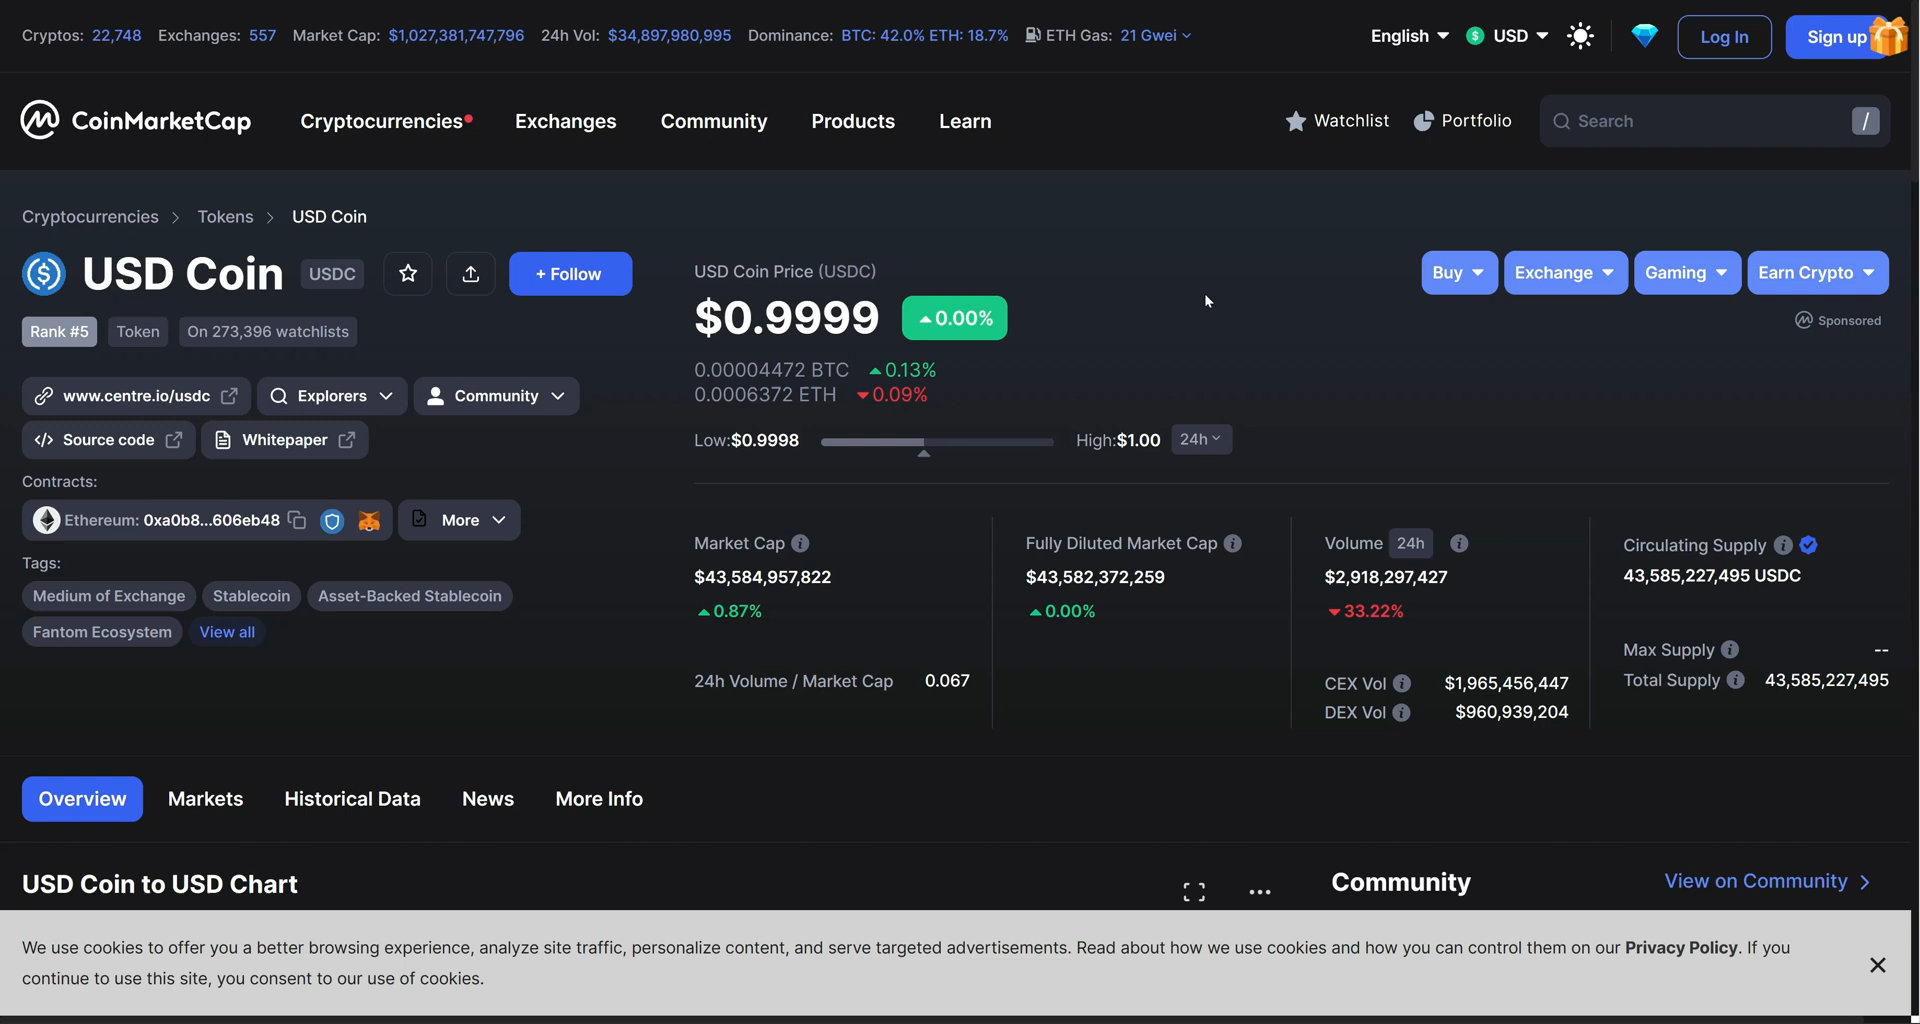 Cryptos: 22,748 Exchanges: 557 Market Cap: $1,027,381,747,796 24h Vol: $34,897,980,995 Dominance: BTC: 42.0% ETH: 18.7% ETH Gas: 21 Gwei English USD Log In Sign up
CoinMarketCap Cryptocurrencies Exchanges Community Products Learn Watchlist Portfolio Search /
Cryptocurrencies > Tokens > USD Coin
USD Coin USDC + Follow
Rank #5 Token On 273,396 watchlists
www.centre.io/usdc Explorers Community
Source code Whitepaper
Contracts:
Ethereum: 0xa0b8...606eb48 More
Tags:
Medium of Exchange Stablecoin Asset-Backed Stablecoin
Fantom Ecosystem View all
USD Coin Price (USDC)
$0.9999 0.00%
0.00004472 BTC 0.13%
0.0006372 ETH 0.09%
Low:$0.9998 High:$1.00 24h
Buy Exchange Gaming Earn Crypto
Sponsored
Market Cap
$43,584,957,822
0.87%
24h Volume / Market Cap 0.067
Fully Diluted Market Cap
$43,582,372,259
0.00%
Volume 24h
$2,918,297,427
33.22%
CEX Vol $1,965,456,447
DEX Vol $960,939,204
Circulating Supply
43,585,227,495 USDC
Max Supply --
Total Supply 43,585,227,495
Overview Markets Historical Data News More Info
USD Coin to USD Chart
Community View on Community >
We use cookies to offer you a better browsing experience, analyze site traffic, personalize content, and serve targeted advertisements. Read about how we use cookies and how you can control them on our Privacy Policy. If you
continue to use this site, you consent to our use of cookies.